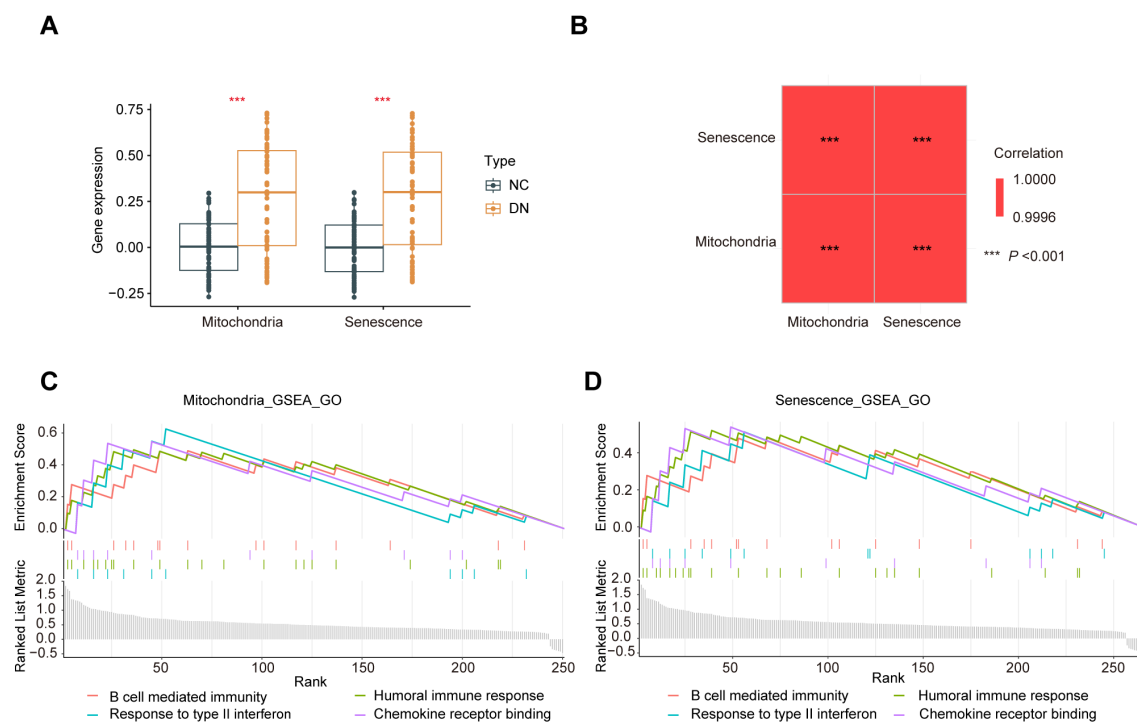 A
B
***
***
0.75
0.50
0.25
0.00
−0.25
Gene expression
Type
NC
DN
Mitochondria
Senescence
Senescence
Mitochondria
***
***
***
***
Mitochondria
Senescence
Correlation
1.0000
0.9996
*** P <0.001
C
Mitochondria_GSEA_GO
Enrichment Score
0.6
0.4
0.2
0.0
Ranked List Metric
2.0
1.5
1.0
0.5
0.0
−0.5
50
100
150
200
250
Rank
B cell mediated immunity
Humoral immune response
Response to type II interferon
Chemokine receptor binding
D
Senescence_GSEA_GO
Enrichment Score
0.4
0.2
0.0
Ranked List Metric
2.0
1.5
1.0
0.5
0.0
−0.5
50
100
150
200
250
Rank
B cell mediated immunity
Humoral immune response
Response to type II interferon
Chemokine receptor binding